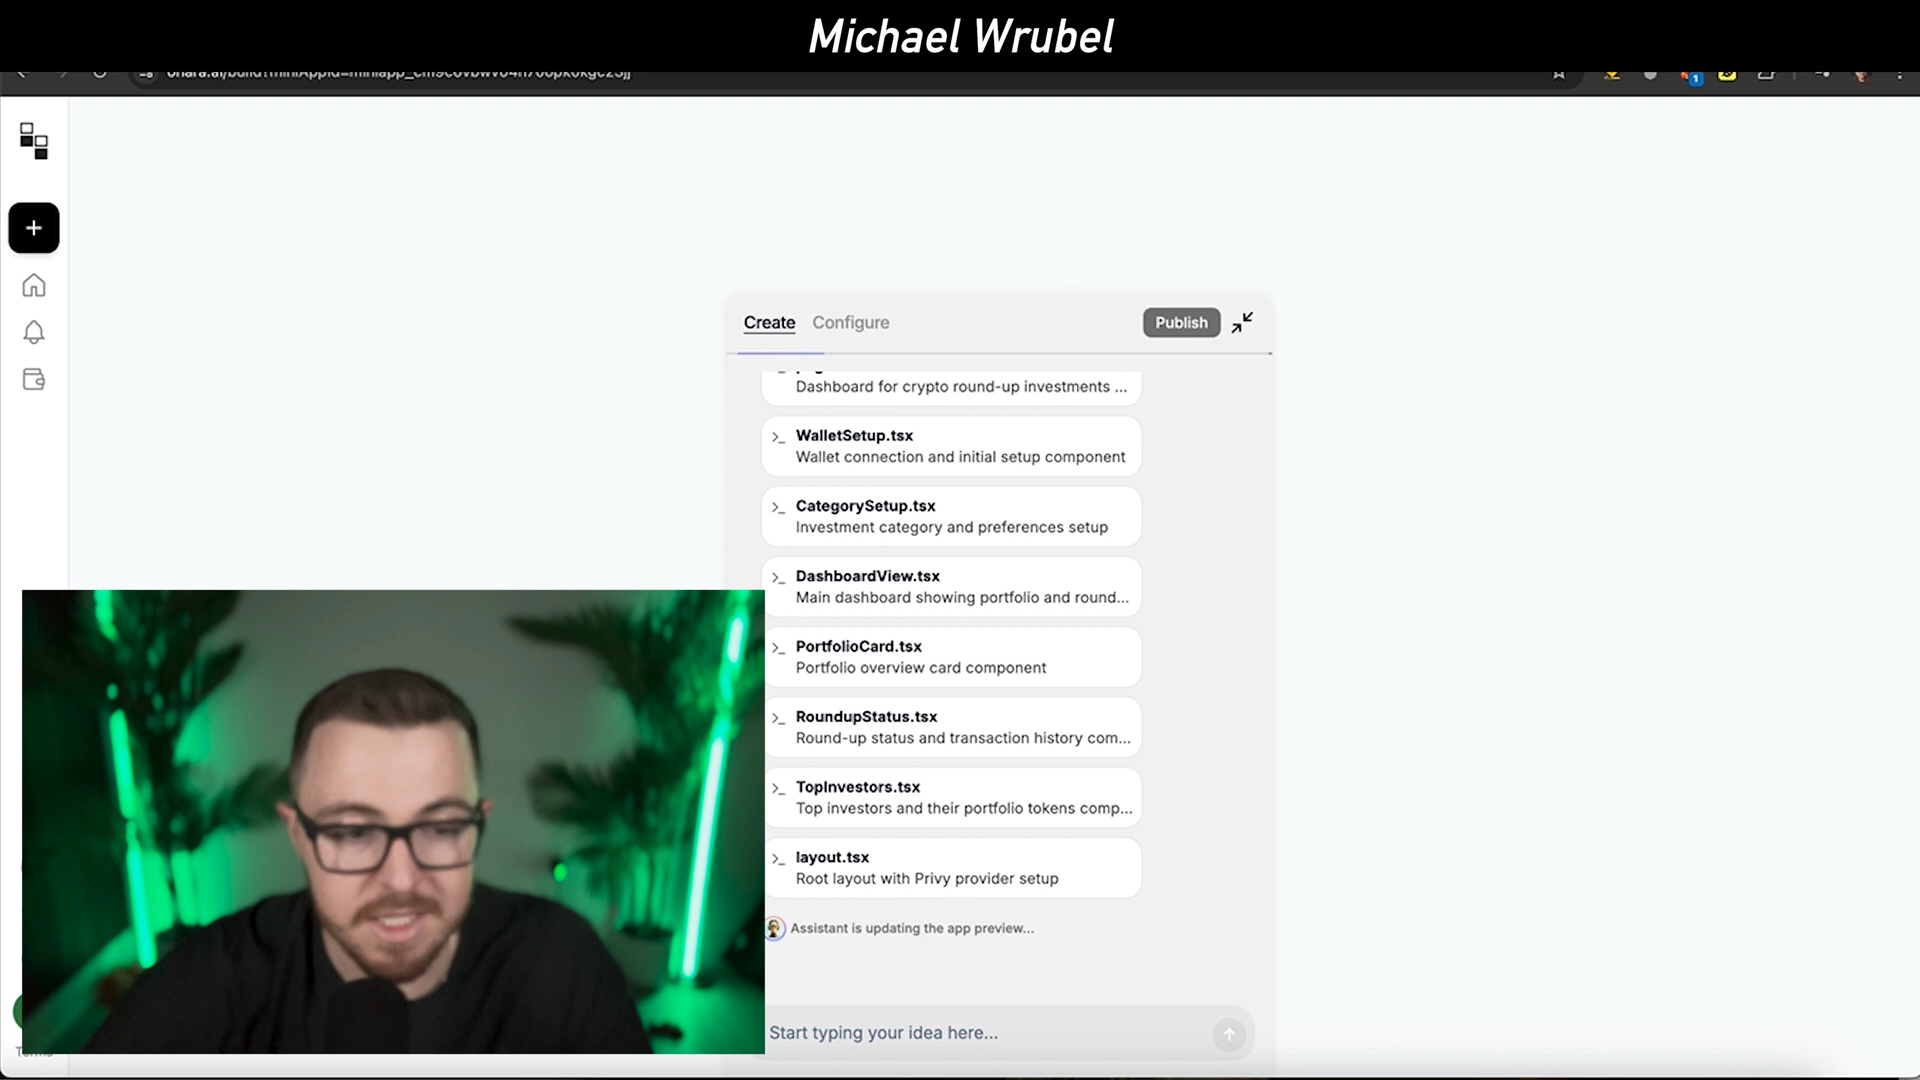 Michael Wrubel
1
Create Configure Publish
Dashboard for crypto round-up investments ...
WalletSetup.tsx
Wallet connection and initial setup component
CategorySetup.tsx
Investment category and preferences setup
DashboardView.tsx
Main dashboard showing portfolio and round...
PortfolioCard.tsx
Portfolio overview card component
RoundupStatus.tsx
Round-up status and transaction history com...
TopInvestors.tsx
Top investors and their portfolio tokens comp...
layout.tsx
Root layout with Privy provider setup
Assistant is updating the app preview...
Start typing your idea here...